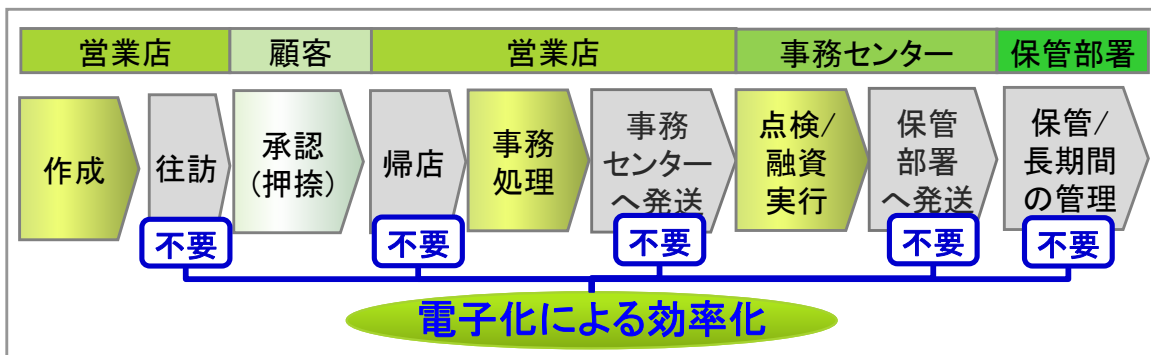 営業店
顧客
営業店
事務センター
保管部署
作成
往訪
承認
(押捺)
帰店
事務
処理
事務
センター
へ発送
点検/
融資
実行
保管
部署
へ発送
保管/
長期間
の管理
不要
不要
不要
不要
不要
電子化による効率化